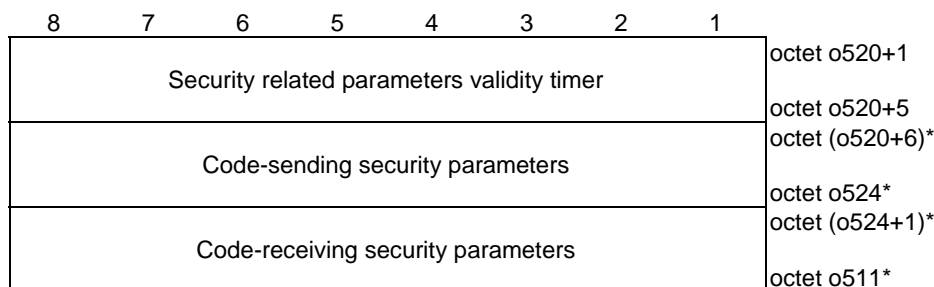 8 7 6 5 4 3 2 1
octet o520+1
Security related parameters validity timer
octet o520+5
octet (o520+6)*
Code-sending security parameters
octet o524*
octet (o524+1)*
Code-receiving security parameters
octet o511*